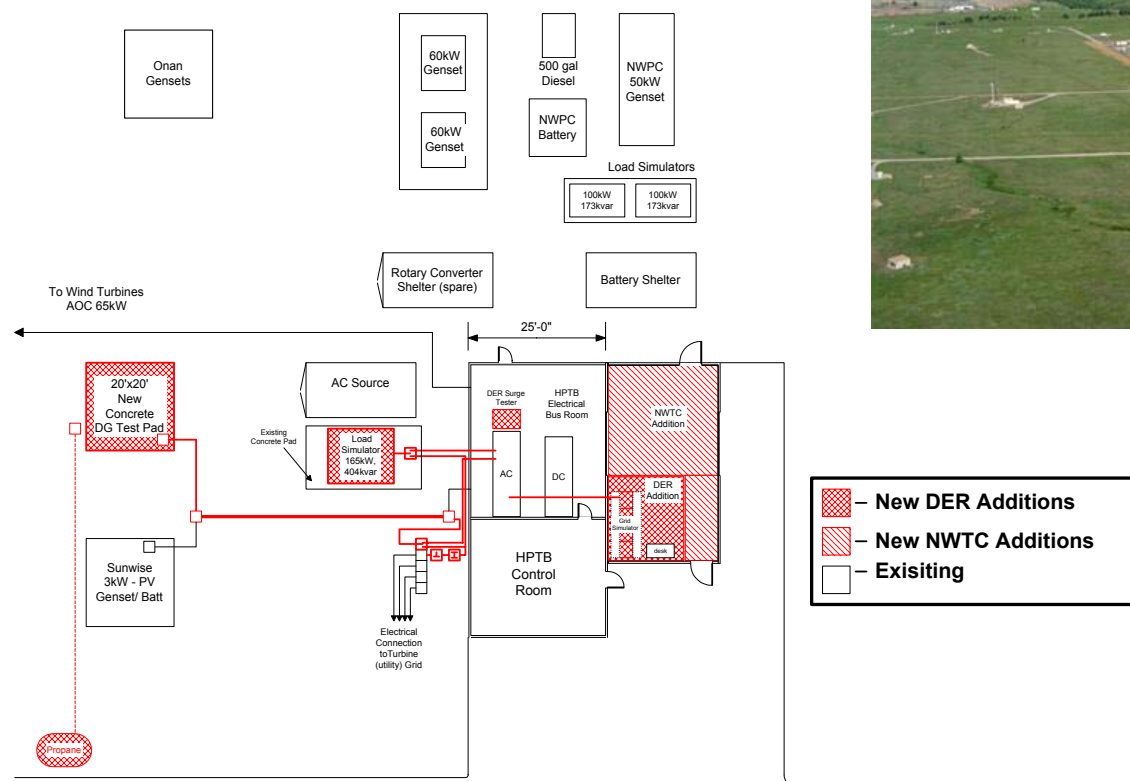 Onan
Gensets
60kW
Genset
60kW
Genset
500 gal
Diesel
NWPC
Battery
NWPC
50kW
Genset
Load Simulators
100kW
173kvar
100kW
173kvar
Rotary Converter
Shelter (spare)
Battery Shelter
To Wind Turbines
AOC 65kW
25'-0"
20'x20'
New
Concrete
DG Test Pad
AC Source
Existing
Concrete Pad
Load
Simulator
165kW,
404kvar
DER Surge
Tester
HPTB
Electrical
Bus Room
AC
DC
NWTC
Addition
DER
Addition
Grid
Simulator
desk
HPTB
Control
Room
Sunwise
3kW - PV
Genset/ Batt
Electrical
Connection
toTurbine
(utility) Grid
Propane
– New DER Additions
– New NWTC Additions
– Exisiting